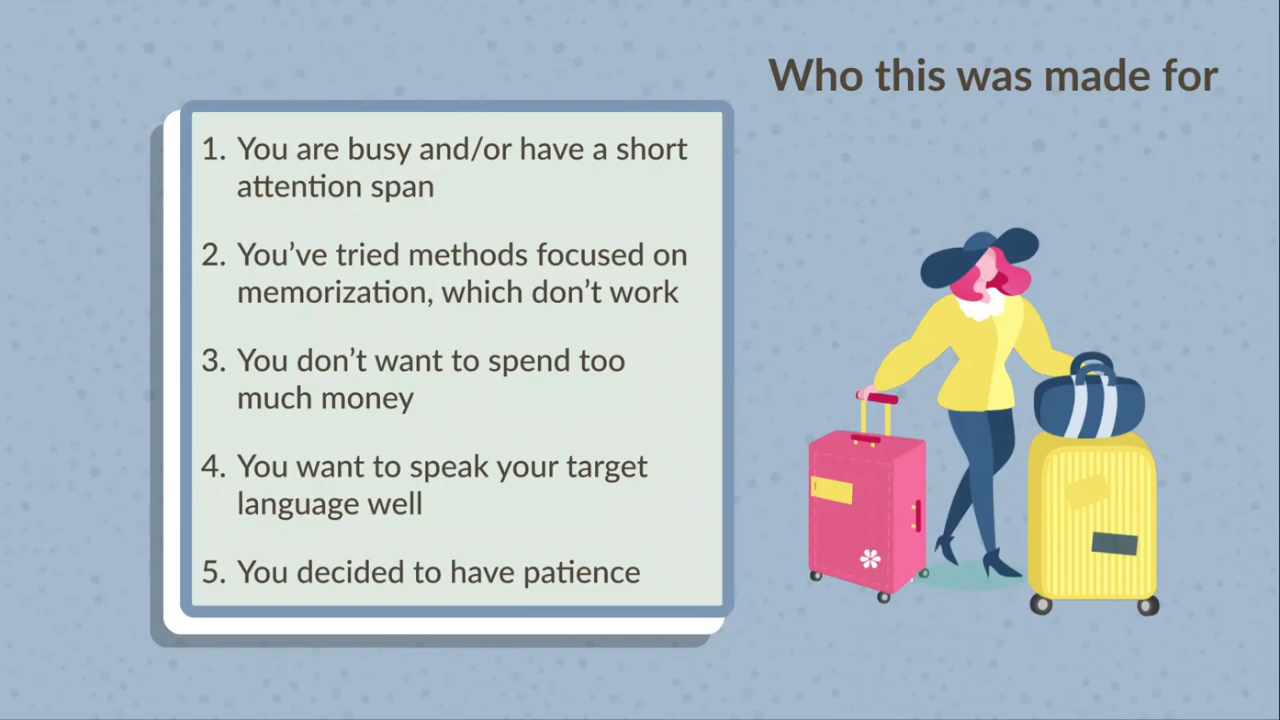 Who this was made for
1. You are busy and/or have a short
attention span
2. You’ve tried methods focused on
memorization, which don’t work
3. You don’t want to spend too
much money
4. You want to speak your target
language well
5. You decided to have patience